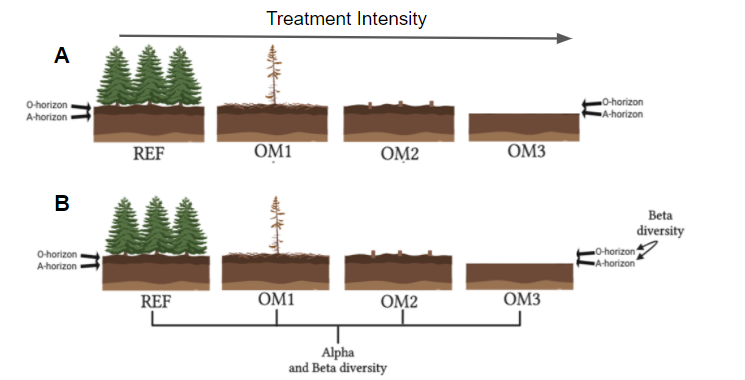 Treatment Intensity
A
O-horizon
A-horizon
O-horizon
A-horizon
REF
OM1
OM2
OM3
B
Beta
diversity
O-horizon
A-horizon
O-horizon
A-horizon
REF
OM1
OM2
OM3
Alpha
and Beta diversity